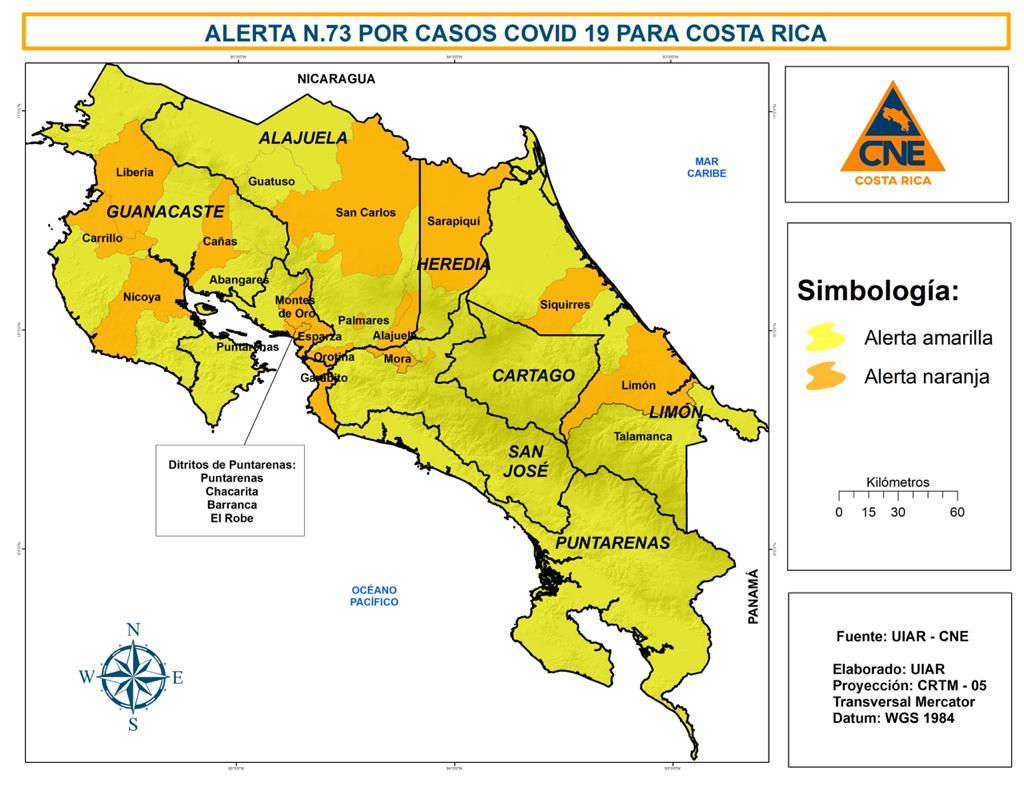 ALERTA N.73 POR CASOS COVID 19 PARA COSTA RICA
NICARAGUA
ALAJUELA
MAR
CARIBE
Liberia
Guatuso
GUANACASTE
San Carlos
Sarapiquí
Carrillo
Cañas
HEREDIA
Abangares
Nicoya
Montes
de Oro
Siquirres
Palmares
Esparza
Alajuela
Puntarenas
Orotina
Mora
Garabito
CARTAGO
Limón
LIMÓN
Talamanca
SAN
JOSÉ
Ditritos de Puntarenas:
Puntarenas
Chacarita
Barranca
El Robe
PUNTARENAS
OCÉANO
PACÍFICO
PANAMÁ
N
W
E
S
CNE
COSTA RICA
Simbología:
Alerta amarilla
Alerta naranja
Kilómetros
0 15 30 60
Fuente: UIAR - CNE
Elaborado: UIAR
Proyección: CRTM - 05
Transversal Mercator
Datum: WGS 1984